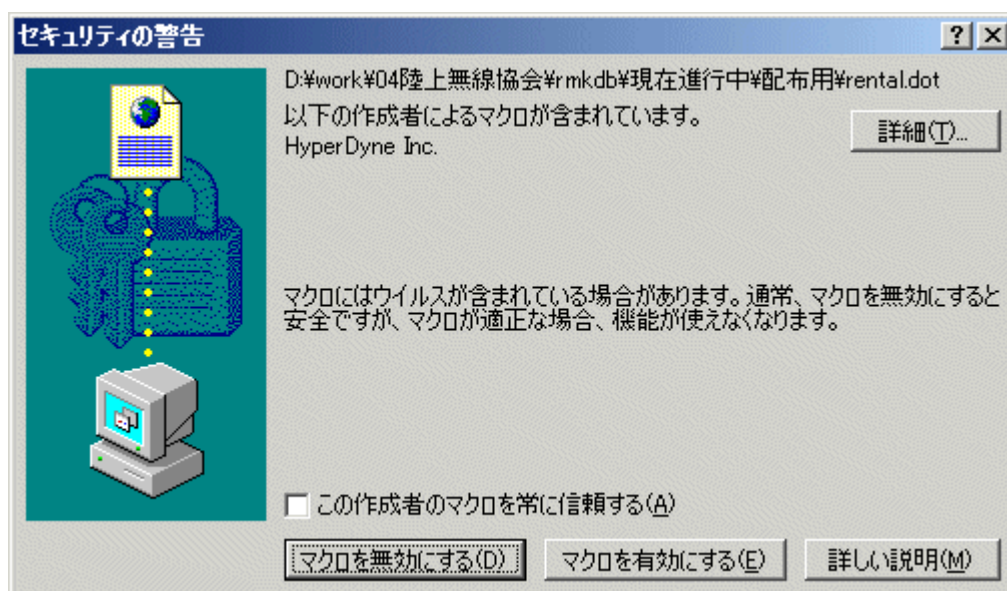 セキュリティの警告
D:¥work¥04陸上無線協会¥rmkdb¥現在進行中¥配布用¥rental.dot
以下の作成者によるマクロが含まれています。
詳細(T)...
HyperDyne Inc.
マクロにはウイルスが含まれている場合があります。通常、マクロを無効にすると
安全ですが、マクロが適正な場合、機能が使えなくなります。
この作成者のマクロを常に信頼する(A)
マクロを無効にする(D) マクロを有効にする(E) 詳しい説明(M)